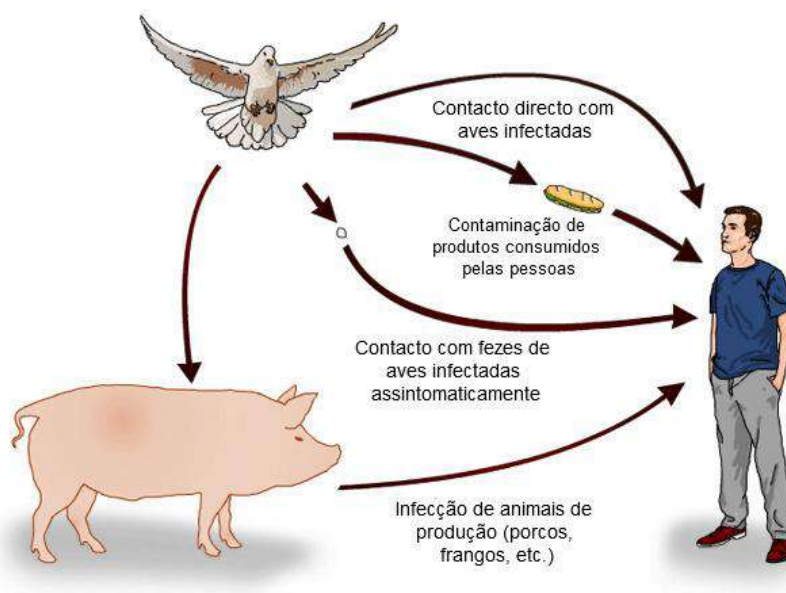 Contacto directo com
aves infectadas
Contaminação de
produtos consumidos
pelas pessoas
Contacto com fezes de
aves infectadas
assintomaticamente
Infecção de animais de
produção (porcos,
frangos, etc.)